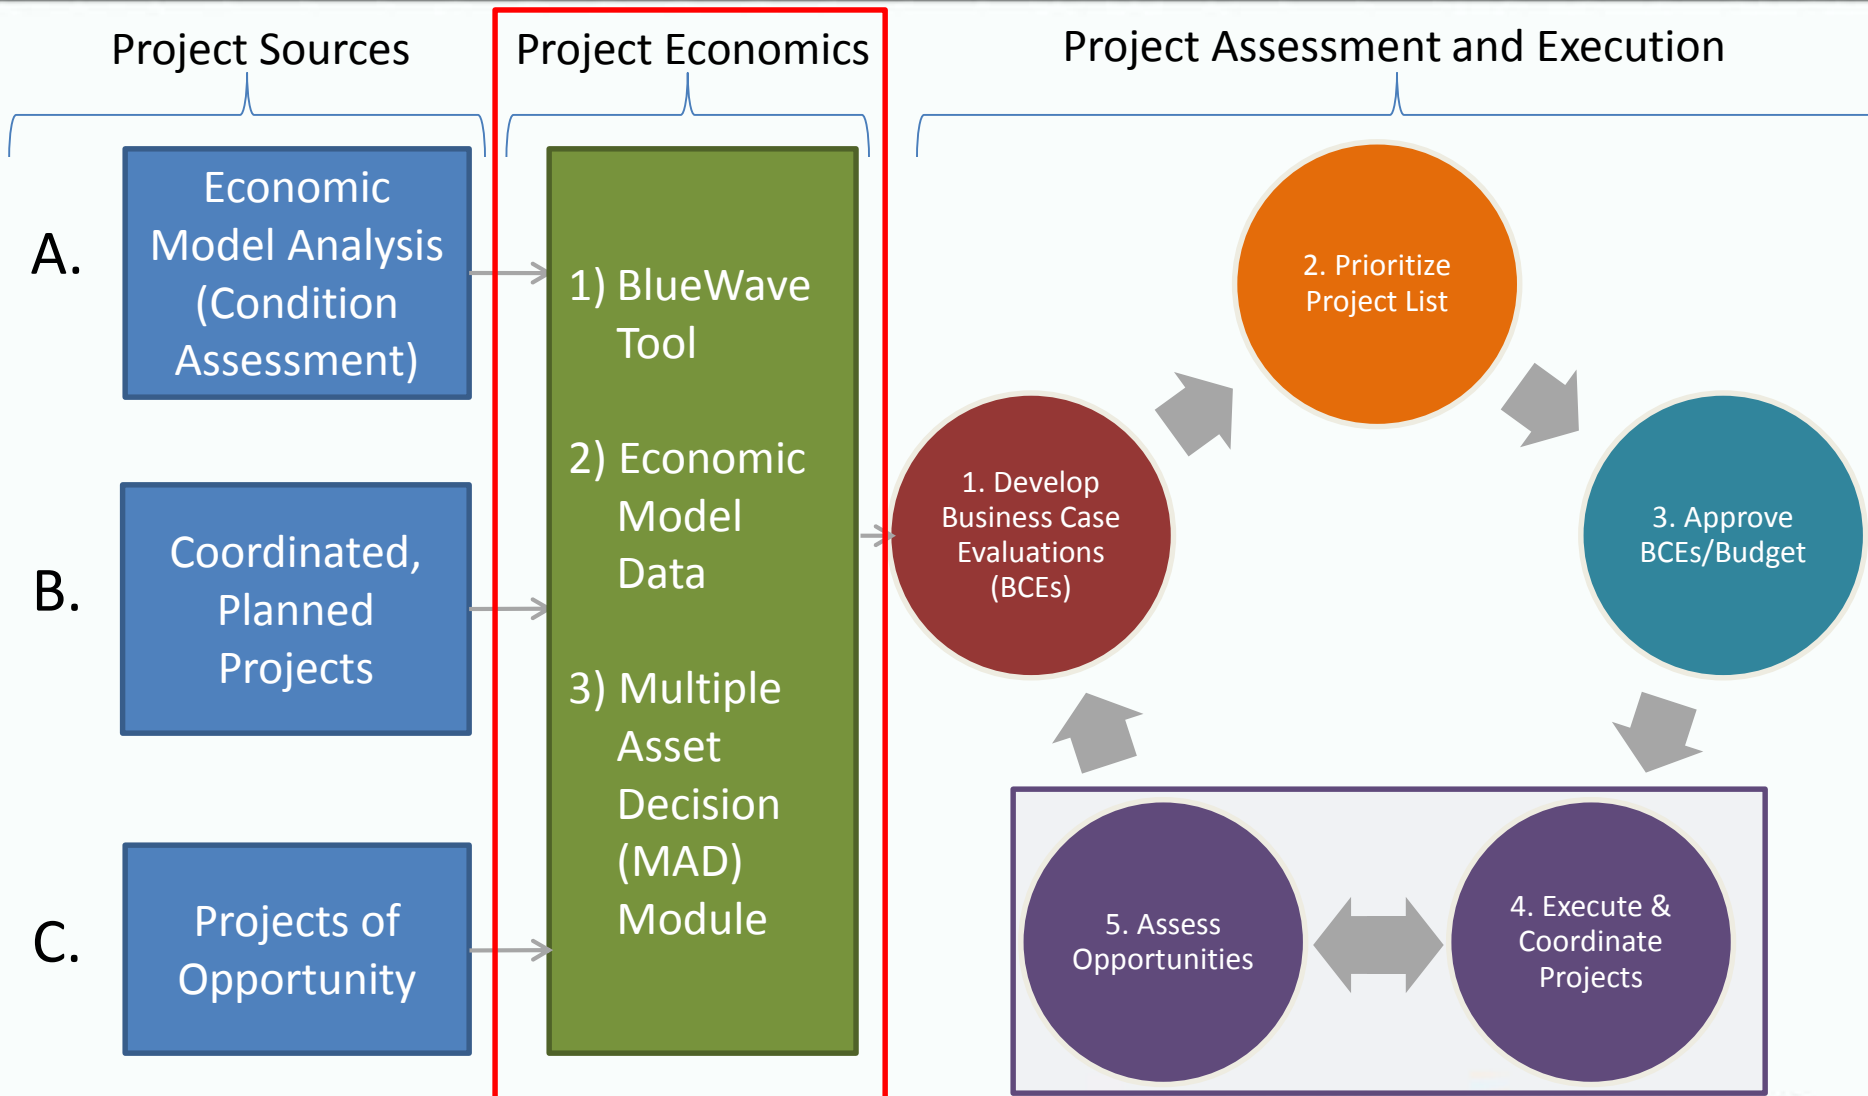 Project Sources
Project Economics
Project Assessment and Execution
A.
Economic
Model Analysis
(Condition
Assessment)
B.
Coordinated,
Planned
Projects
C.
Projects of
Opportunity
1) BlueWave
Tool
2) Economic
Model
Data
3) Multiple
Asset
Decision
(MAD)
Module
1. Develop
Business Case
Evaluations
(BCEs)
2. Prioritize
Project List
3. Approve
BCEs/Budget
4. Execute &
Coordinate
Projects
5. Assess
Opportunities